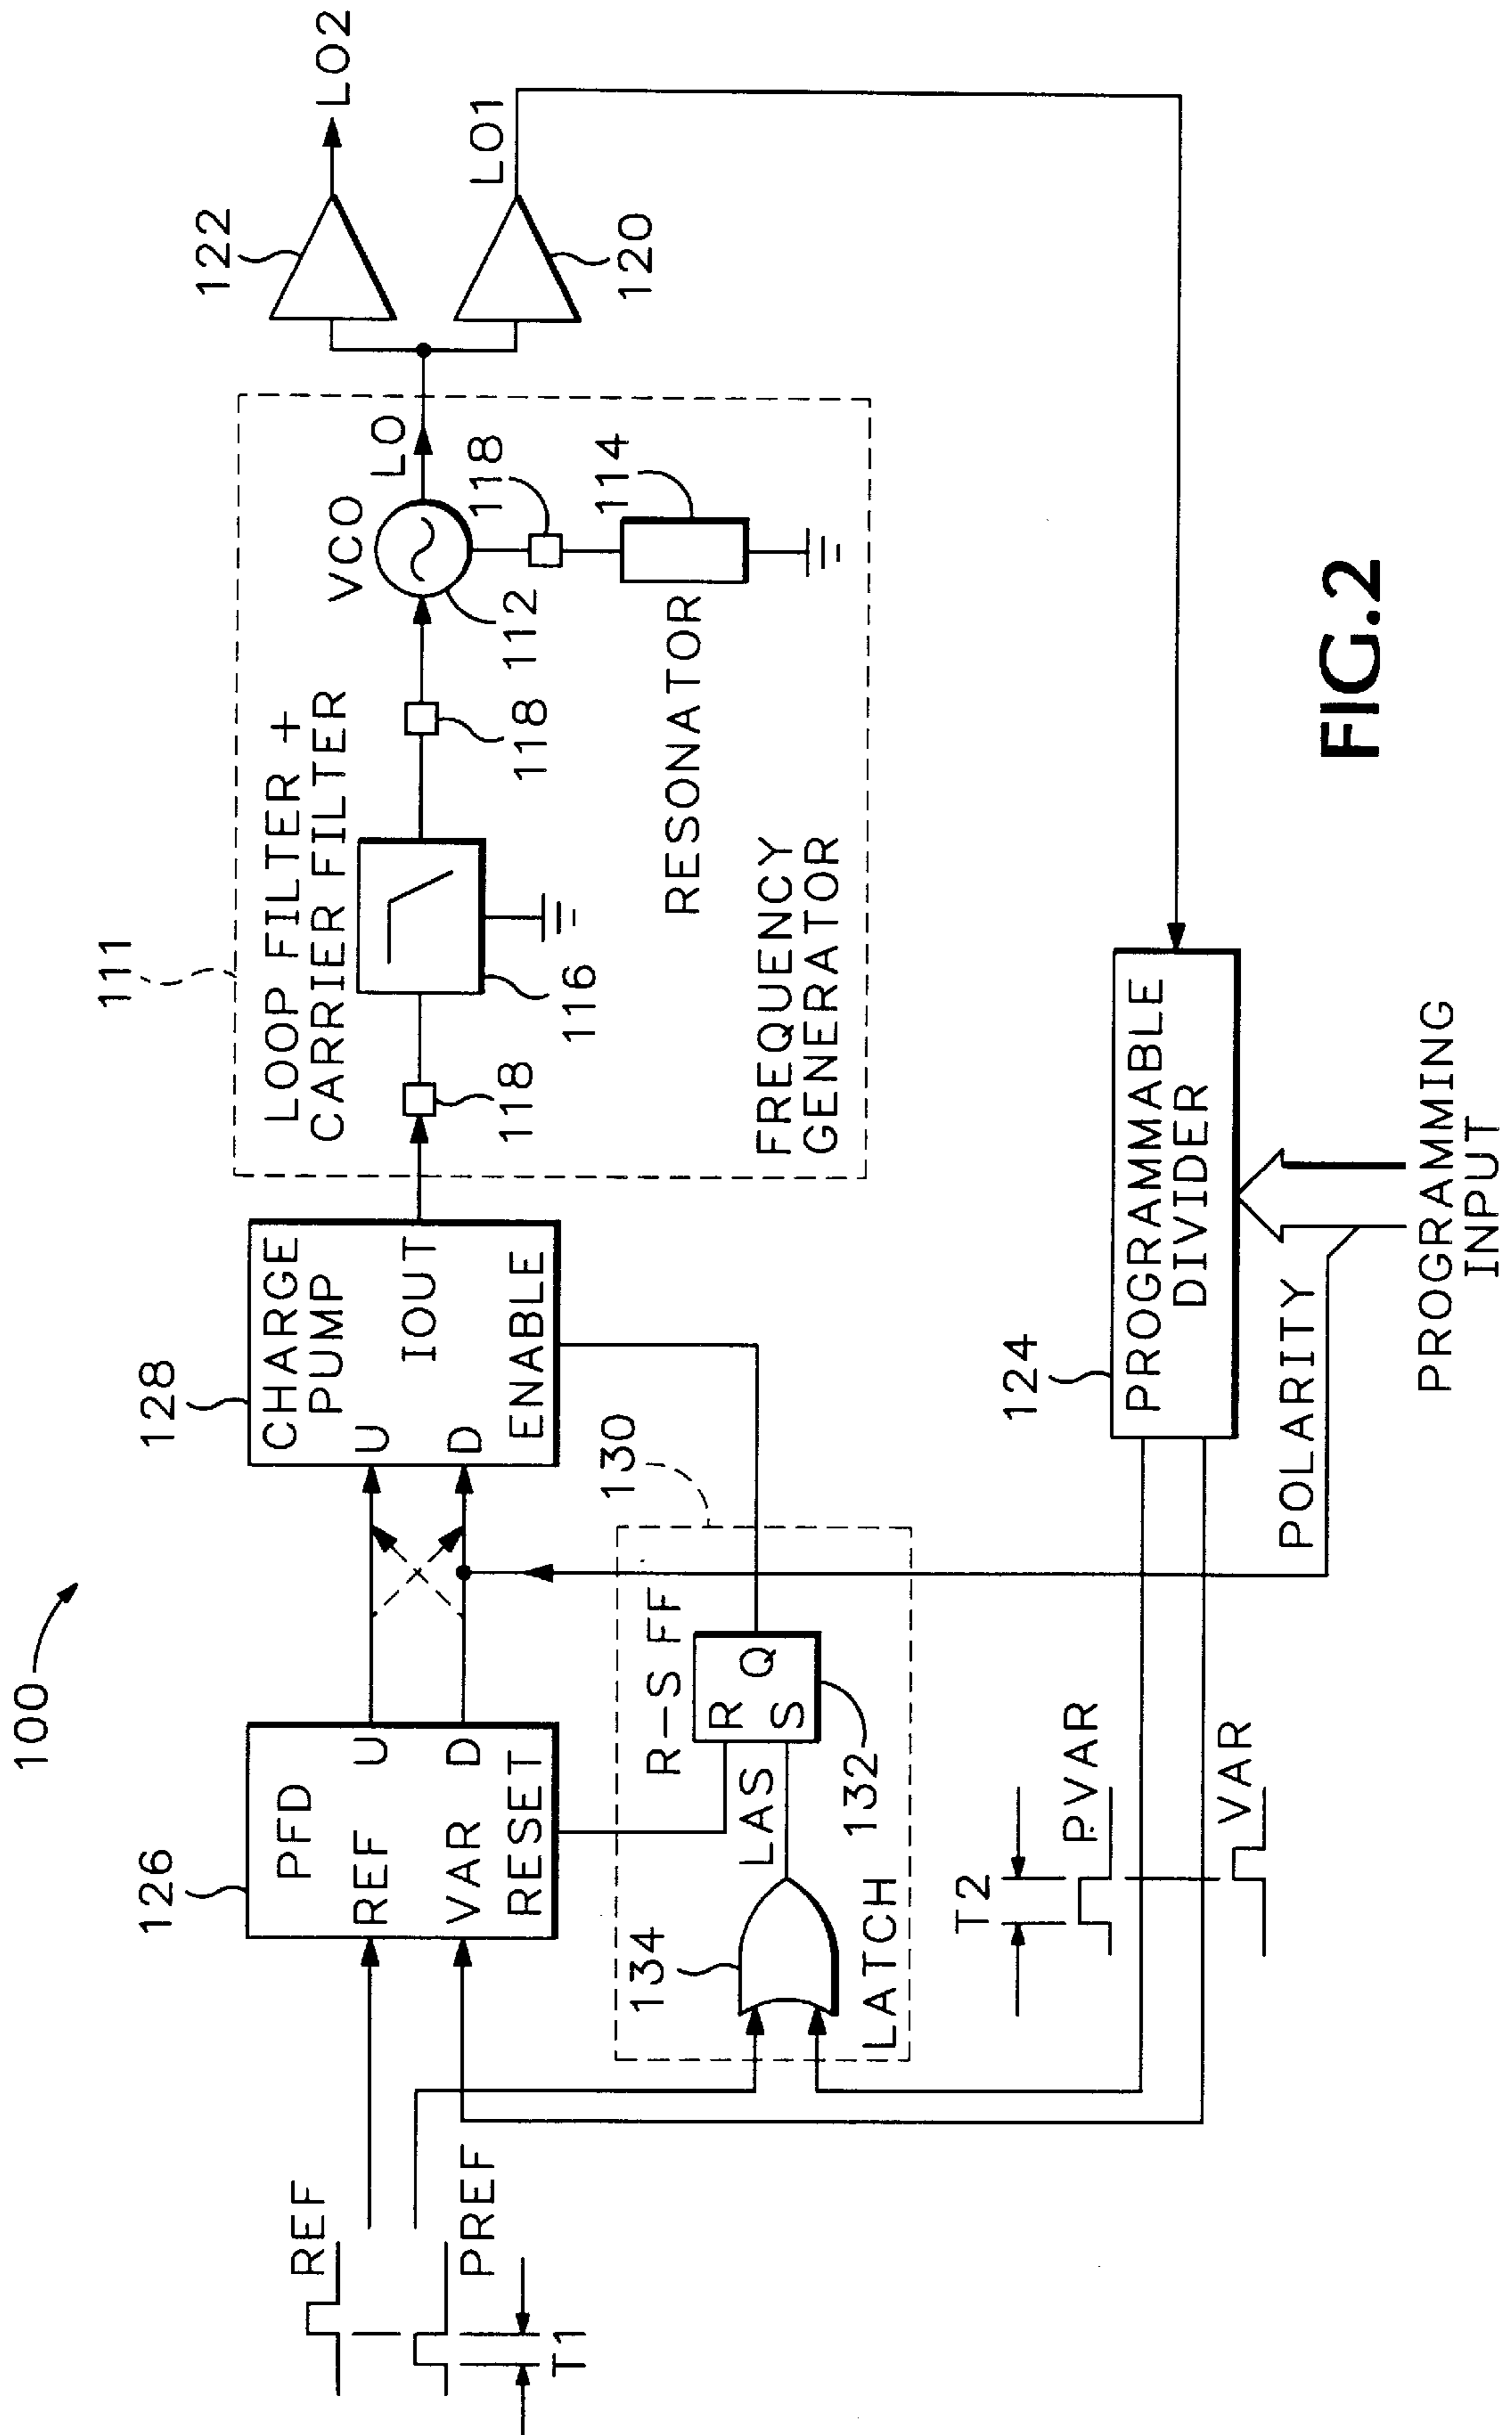 100
REF
PREF
T1
126
PFD
REF
U
VAR
D
RESET
128
CHARGE
PUMP
U
IOUT
D
ENABLE
111
LOOP FILTER +
CARRIER FILTER
118
116
118
VCO
112
LO
118
114
RESONATOR
FREQUENCY
GENERATOR
122
LO2
LO1
120
130
R-S FF
134
LAS
R
Q
S
132
LATCH
T2
PVAR
VAR
124
PROGRAMMABLE
DIVIDER
POLARITY
PROGRAMMING
INPUT
FIG.2